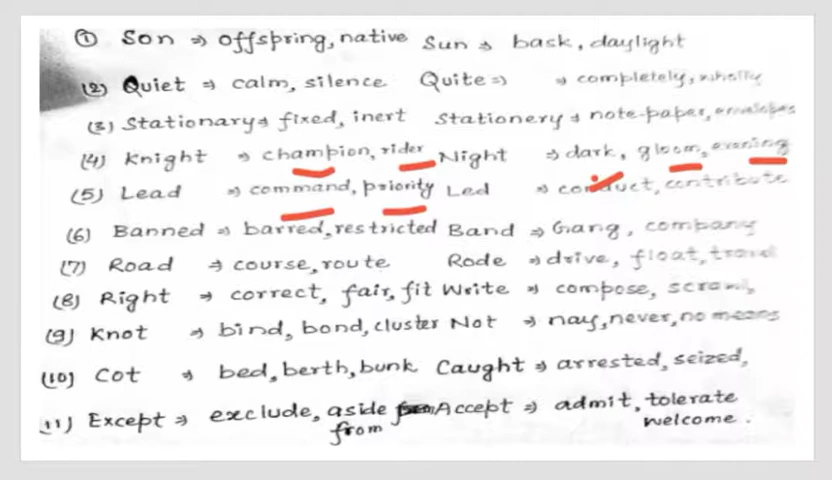 ① Son ⇒ offspring, native Sun ⇒ bask, daylight
(2) Quiet ⇒ calm, silence Quite ⇒ ⇒ completely, wholly
(3) Stationary ⇒ fixed, inert Stationery ⇒ note-paper, envelopes
(4) Knight ⇒ champion, rider Night ⇒ dark, gloom, evening
(5) Lead ⇒ command, priority Led ⇒ conduct, contribute
(6) Banned ⇒ barred, restricted Band ⇒ Gang, company
(7) Road ⇒ course, route Rode ⇒ drive, float, travel
(8) Right ⇒ correct, fair, fit Write ⇒ compose, scrawl,
(9) Knot ⇒ bind, bond, cluster Not ⇒ nay, never, no means
(10) Cot ⇒ bed, berth, bunk Caught ⇒ arrested, seized,
(11) Except ⇒ exclude, aside Accept ⇒ admit, tolerate
from welcome.